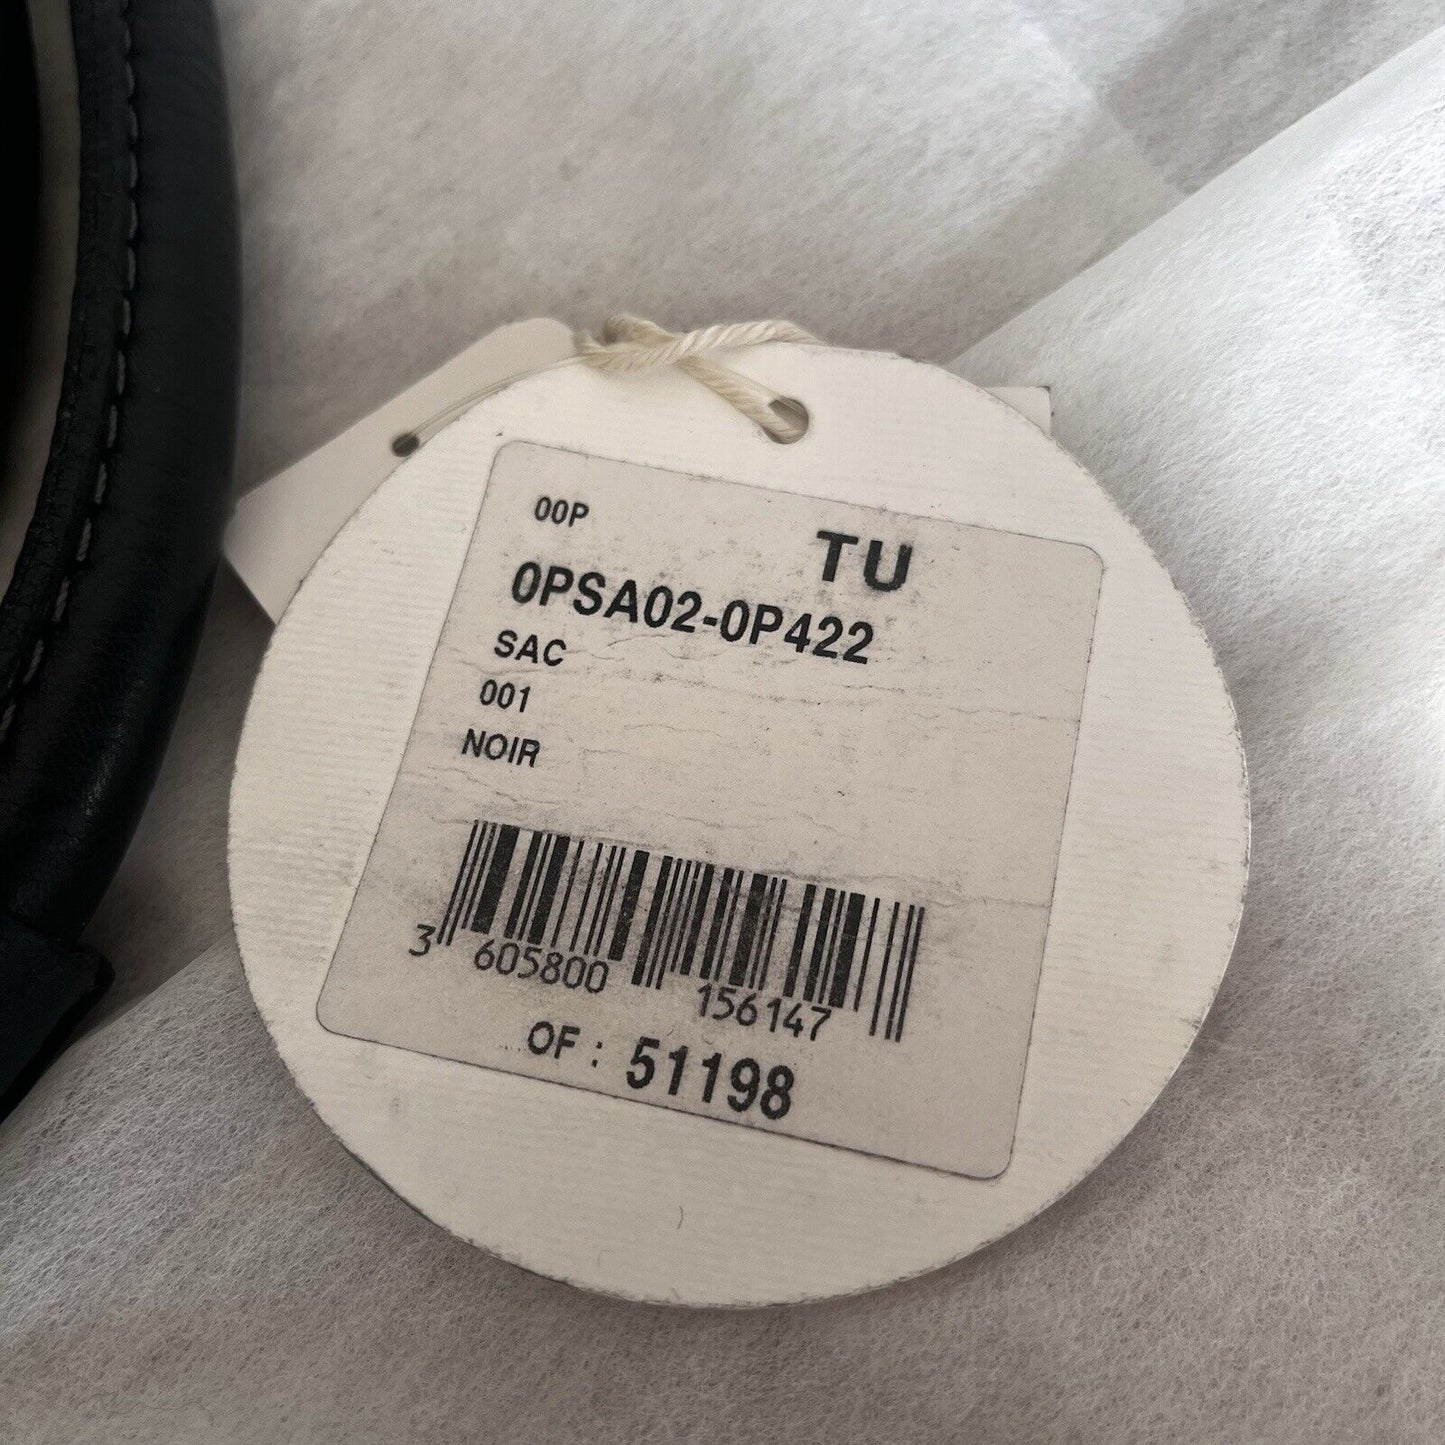 00P
TU
0PSA02-0P422
SAC
001
NOIR
3 605800 156147
OF : 51198